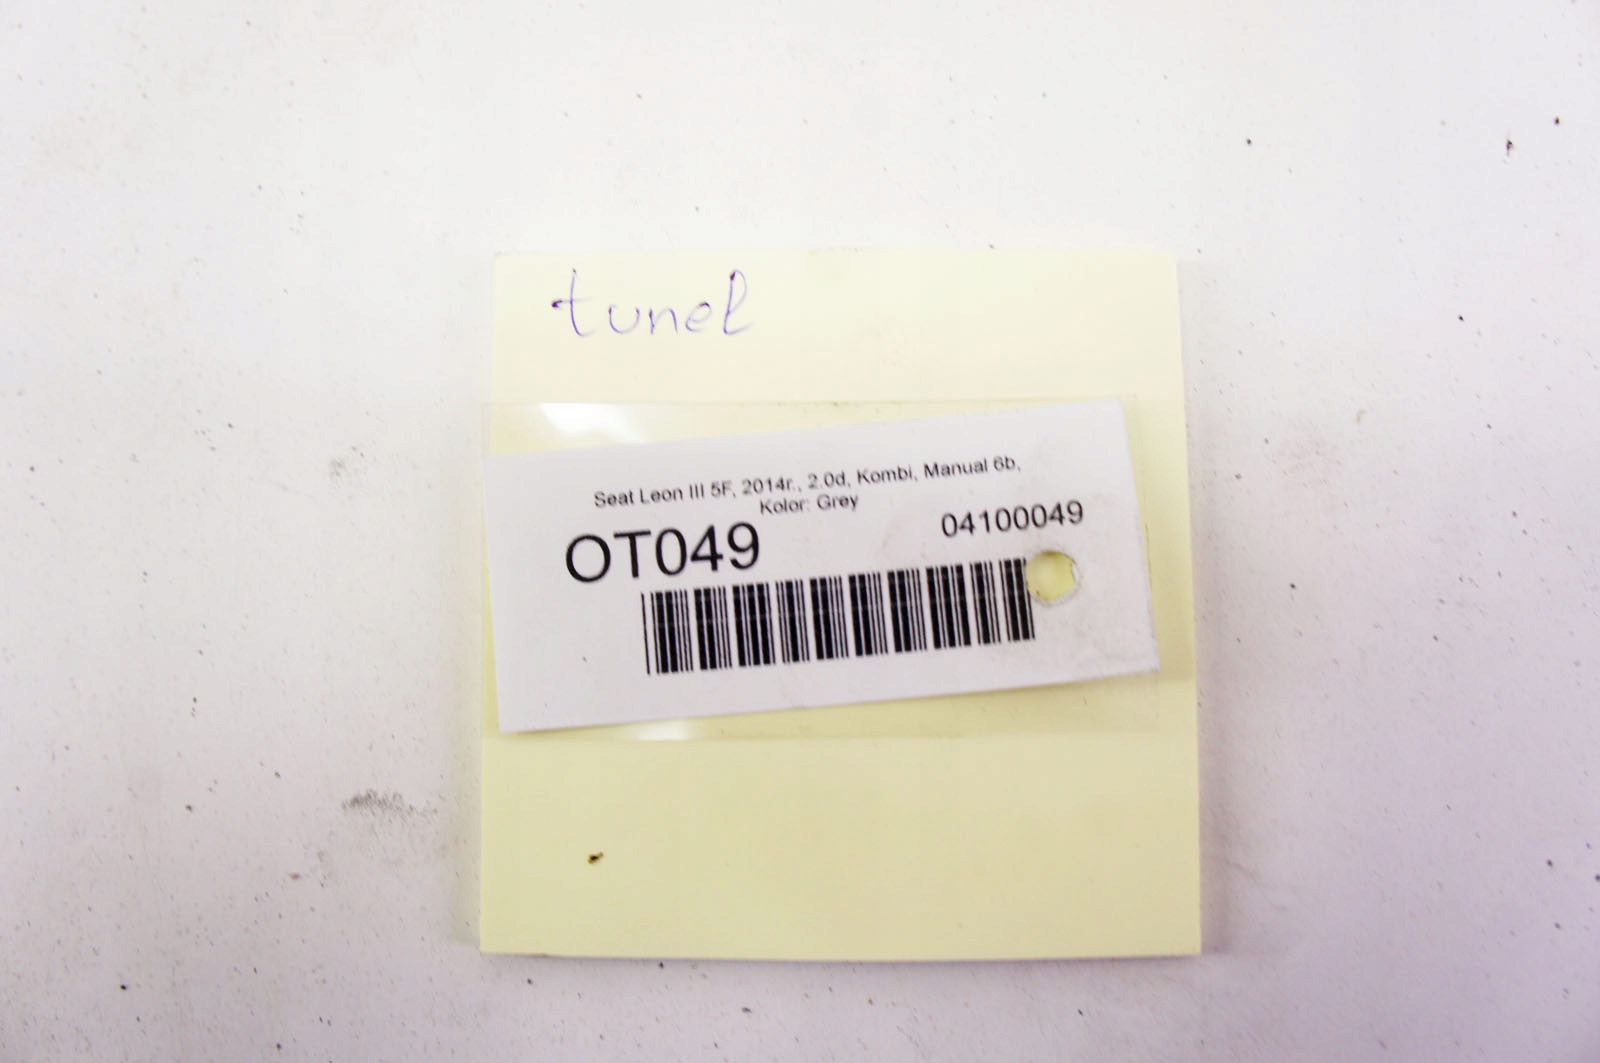 tunel
Seat Leon III 5F, 2014r., 2.0d, Kombi, Manual 6b,
Kolor: Grey
OT049
04100049